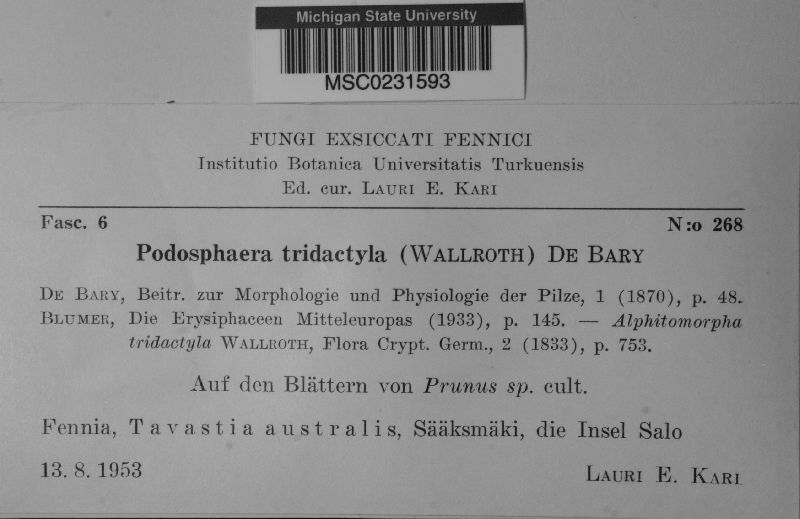 Michigan State University
MSC0231593
FUNGI EXSICCATI FENNICI
Institutio Botanica Universitatis Turkuensis
Ed. cur. LAURI E. KARI
Fasc. 6 N:o 268
Podosphaera tridactyla (WALLROTH) DE BARY
DE BARY, Beitr. zur Morphologie und Physiologie der Pilze, 1 (1870), p. 48.
BLUMER, Die Erysiphaceen Mitteleuropas (1933), p. 145. — Alphitomorpha
tridactyla WALLROTH, Flora Crypt. Germ., 2 (1833), p. 753.
Auf den Blättern von Prunus sp. cult.
Fennia, Tavastia australis, Sääksmäki, die Insel Salo
13. 8. 1953 LAURI E. KARI